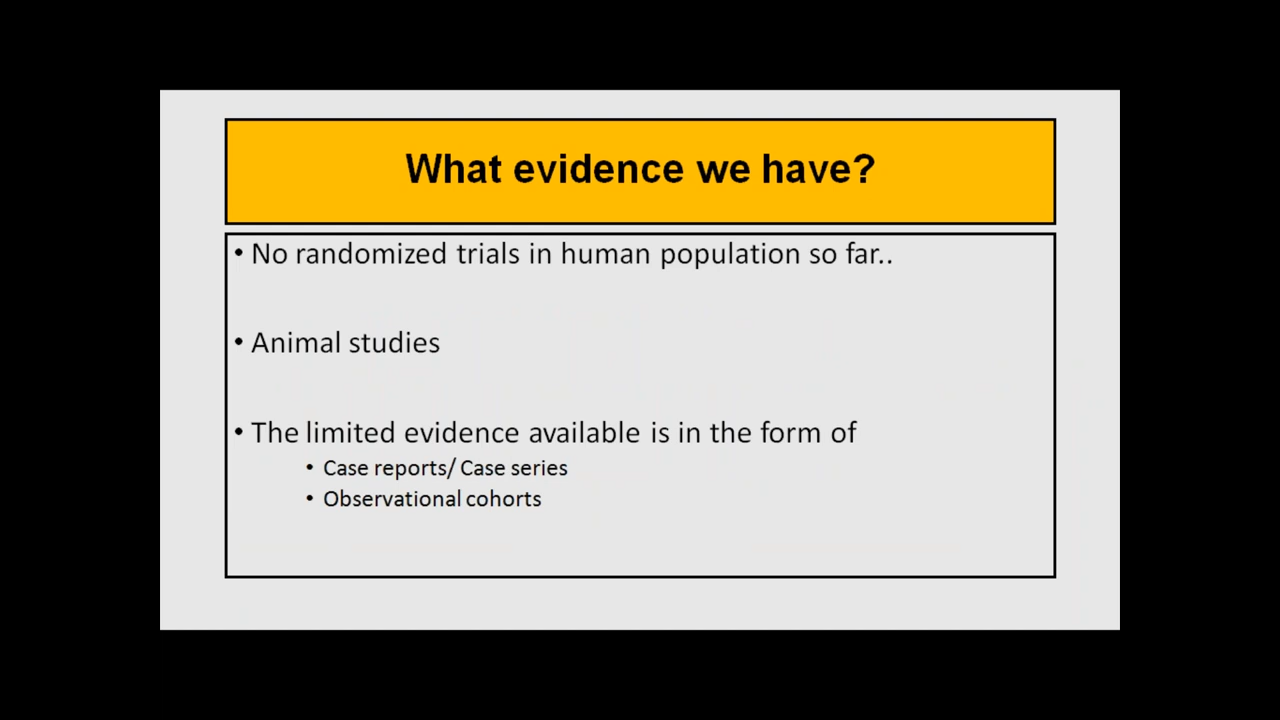 What evidence we have?
• No randomized trials in human population so far..
• Animal studies
• The limited evidence available is in the form of
• Case reports/ Case series
• Observational cohorts